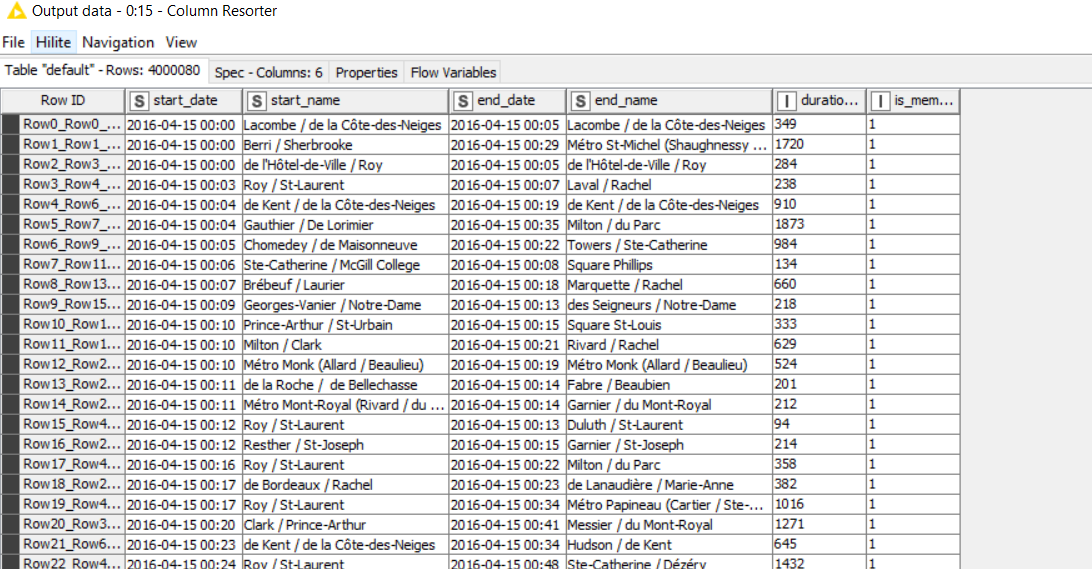 Output data - 0:15 - Column Resorter
File Hilite Navigation View
Table "default" - Rows: 4000080 Spec - Columns: 6 Properties Flow Variables
Row ID S start_date S start_name S end_date S end_name I duratio... I is_mem...
Row0_Row0_... 2016-04-15 00:00 Lacombe / de la Côte-des-Neiges 2016-04-15 00:05 Lacombe / de la Côte-des-Neiges 349 1
Row1_Row1_... 2016-04-15 00:00 Berri / Sherbrooke 2016-04-15 00:29 Métro St-Michel (Shaughnessy ... 1720 1
Row2_Row3_... 2016-04-15 00:00 de l'Hôtel-de-Ville / Roy 2016-04-15 00:05 de l'Hôtel-de-Ville / Roy 284 1
Row3_Row4_... 2016-04-15 00:03 Roy / St-Laurent 2016-04-15 00:07 Laval / Rachel 238 1
Row4_Row6_... 2016-04-15 00:04 de Kent / de la Côte-des-Neiges 2016-04-15 00:19 de Kent / de la Côte-des-Neiges 910 1
Row5_Row7_... 2016-04-15 00:04 Gauthier / De Lorimier 2016-04-15 00:35 Milton / du Parc 1873 1
Row6_Row9_... 2016-04-15 00:05 Chomedey / de Maisonneuve 2016-04-15 00:22 Towers / Ste-Catherine 984 1
Row7_Row11... 2016-04-15 00:06 Ste-Catherine / McGill College 2016-04-15 00:08 Square Phillips 134 1
Row8_Row13... 2016-04-15 00:07 Brébeuf / Laurier 2016-04-15 00:18 Marquette / Rachel 660 1
Row9_Row15... 2016-04-15 00:09 Georges-Vanier / Notre-Dame 2016-04-15 00:13 des Seigneurs / Notre-Dame 218 1
Row10_Row1... 2016-04-15 00:10 Prince-Arthur / St-Urbain 2016-04-15 00:15 Square St-Louis 333 1
Row11_Row1... 2016-04-15 00:10 Milton / Clark 2016-04-15 00:21 Rivard / Rachel 629 1
Row12_Row2... 2016-04-15 00:10 Métro Monk (Allard / Beaulieu) 2016-04-15 00:19 Métro Monk (Allard / Beaulieu) 524 1
Row13_Row2... 2016-04-15 00:11 de la Roche / de Bellechasse 2016-04-15 00:14 Fabre / Beaubien 201 1
Row14_Row2... 2016-04-15 00:11 Métro Mont-Royal (Rivard / du ... 2016-04-15 00:14 Garnier / du Mont-Royal 212 1
Row15_Row4... 2016-04-15 00:12 Roy / St-Laurent 2016-04-15 00:13 Duluth / St-Laurent 94 1
Row16_Row2... 2016-04-15 00:12 Resther / St-Joseph 2016-04-15 00:15 Garnier / St-Joseph 214 1
Row17_Row4... 2016-04-15 00:16 Roy / St-Laurent 2016-04-15 00:22 Milton / du Parc 358 1
Row18_Row2... 2016-04-15 00:17 de Bordeaux / Rachel 2016-04-15 00:23 de Lanaudière / Marie-Anne 382 1
Row19_Row4... 2016-04-15 00:17 Roy / St-Laurent 2016-04-15 00:34 Métro Papineau (Cartier / Ste-... 1016 1
Row20_Row3... 2016-04-15 00:20 Clark / Prince-Arthur 2016-04-15 00:41 Messier / du Mont-Royal 1271 1
Row21_Row6... 2016-04-15 00:23 de Kent / de la Côte-des-Neiges 2016-04-15 00:34 Hudson / de Kent 645 1
Row22_Row4... 2016-04-15 00:24 Roy / St-Laurent 2016-04-15 00:48 Ste-Catherine / Dézéry 1432 1